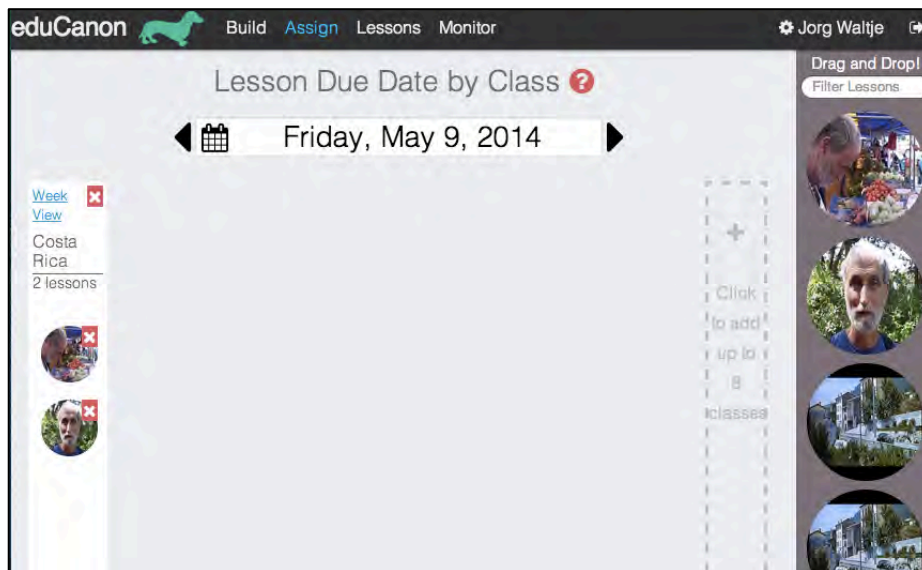 eduCanon Build Assign Lessons Monitor Jorg Waltje
Drag and Drop!
Filter Lessons
Lesson Due Date by Class ?
Friday, May 9, 2014
Week
View
Costa
Rica
2 lessons
+
Click
to add
up to
8
classes